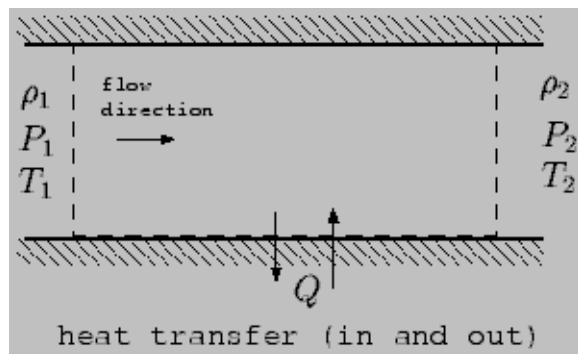 ρ₁
P₁
T₁
flow
direction
ρ₂
P₂
T₂
Q
heat transfer (in and out)